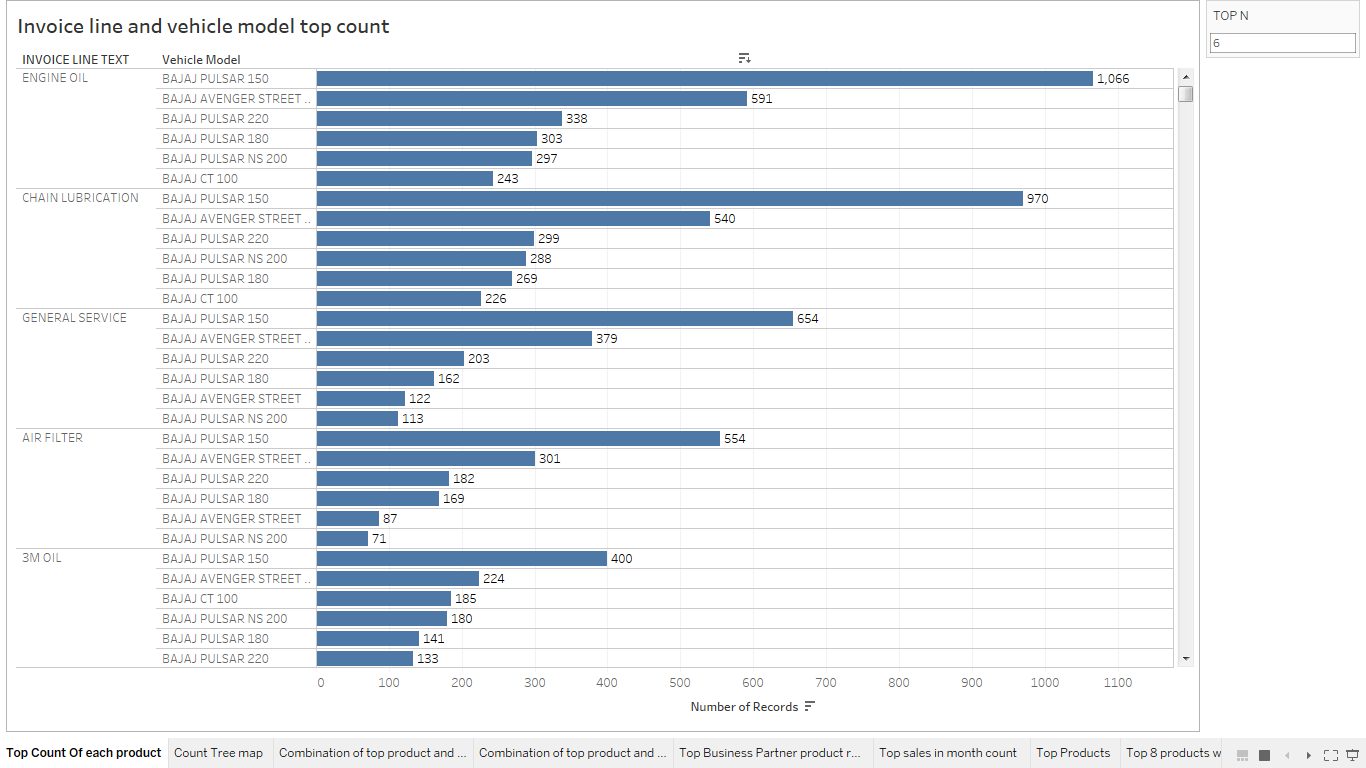 Invoice line and vehicle model top count
TOP N
6
INVOICE LINE TEXT Vehicle Model
ENGINE OIL BAJAJ PULSAR 150 1,066
BAJAJ AVENGER STREET .. 591
BAJAJ PULSAR 220 338
BAJAJ PULSAR 180 303
BAJAJ PULSAR NS 200 297
BAJAJ CT 100 243
CHAIN LUBRICATION BAJAJ PULSAR 150 970
BAJAJ AVENGER STREET .. 540
BAJAJ PULSAR 220 299
BAJAJ PULSAR NS 200 288
BAJAJ PULSAR 180 269
BAJAJ CT 100 226
GENERAL SERVICE BAJAJ PULSAR 150 654
BAJAJ AVENGER STREET .. 379
BAJAJ PULSAR 220 203
BAJAJ PULSAR 180 162
BAJAJ AVENGER STREET 122
BAJAJ PULSAR NS 200 113
AIR FILTER BAJAJ PULSAR 150 554
BAJAJ AVENGER STREET .. 301
BAJAJ PULSAR 220 182
BAJAJ PULSAR 180 169
BAJAJ AVENGER STREET 87
BAJAJ PULSAR NS 200 71
3M OIL BAJAJ PULSAR 150 400
BAJAJ AVENGER STREET .. 224
BAJAJ CT 100 185
BAJAJ PULSAR NS 200 180
BAJAJ PULSAR 180 141
BAJAJ PULSAR 220 133
0 100 200 300 400 500 600 700 800 900 1000 1100
Number of Records
Top Count Of each product Count Tree map Combination of top product and ... Combination of top product and ... Top Business Partner product r... Top sales in month count Top Products Top 8 products w